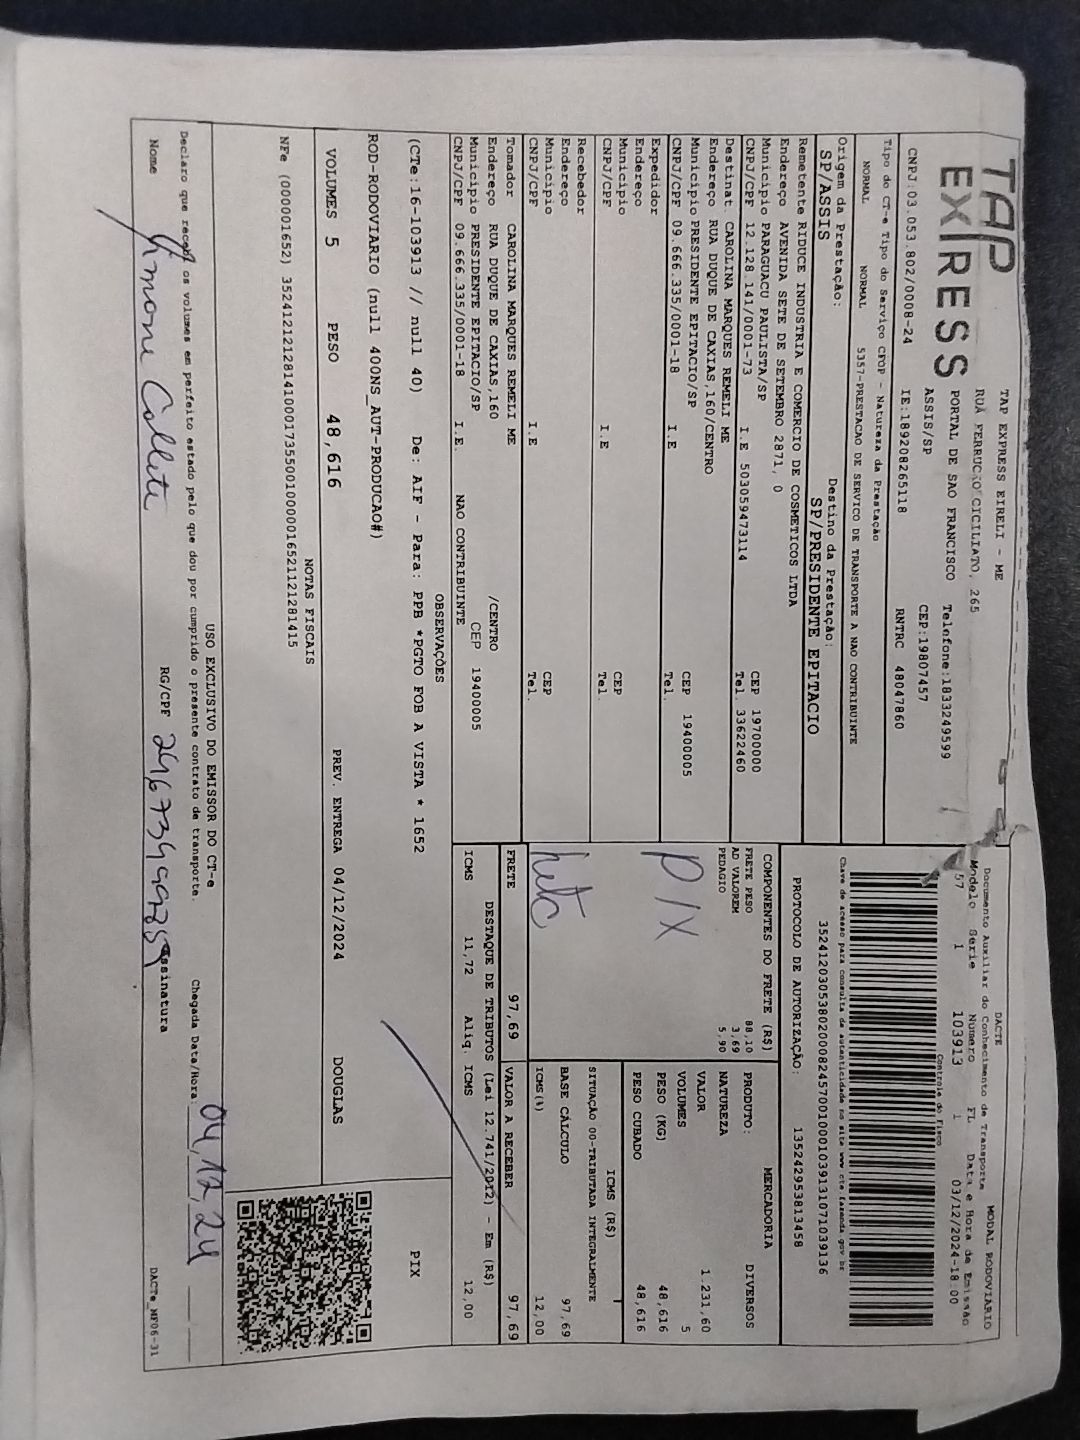 TAP
EXPRESS
TAP EXPRESS EIRELI - ME
RUA FERRUCIO CICILIATO, 265
PORTAL DE SAO FRANCISCO Telefone:1833249599
ASSIS/SP CEP:19807457
CNPJ:03.053.802/0008-24 IE:189208265118 RNTRC 48047860
DACTE MODAL RODOVIARIO
Documento Auxiliar do Conhecimento de Transporte
Modelo Série Número FL Data e Hora de Emissão
57 1 103913 1 03/12/2024-18:00
Controle do Fisco
Chave de acesso para consulta de autenticidade no site www.cte.fazenda.gov.br
PROTOCOLO DE AUTORIZAÇÃO: 135242953813458
Tipo do CT-e Tipo do Serviço CFOP - Natureza da Prestação
NORMAL NORMAL 5357-PRESTACAO DE SERVICO DE TRANSPORTE A NAO CONTRIBUINTE
Origem da Prestação: Destino da Prestação:
SP/ASSIS SP/PRESIDENTE EPITACIO
Remetente RIDUCE INDUSTRIA E COMERCIO DE COSMETICOS LTDA
Endereço AVENIDA SETE DE SETEMBRO 2871, 0
Município PARAGUACU PAULISTA/SP CEP 19700000
CNPJ/CPF 12.128.141/0001-73 I.E 503059473114 Tel. 33622460
Destinat. CAROLINA MARQUES REMELI ME
Endereço RUA DUQUE DE CAXIAS,160/CENTRO
Município PRESIDENTE EPITACIO/SP CEP 19400005
CNPJ/CPF 09.666.335/0001-18 I.E Tel.
Expedidor
Endereço
Município CEP
CNPJ/CPF I.E Tel.
Recebedor
Endereço
Município CEP
CNPJ/CPF I.E Tel.
Tomador CAROLINA MARQUES REMELI ME
Endereço RUA DUQUE DE CAXIAS,160 /CENTRO
Município PRESIDENTE EPITACIO/SP CEP 19400005
CNPJ/CPF 09.666.335/0001-18 I.E. NAO CONTRIBUINTE
COMPONENTES DO FRETE (R$)
FRETE PESO 88,10
AD VALOREM 3,69
PEDAGIO 5,90
PIX
FRETE 97,69
MERCADORIA
PRODUTO: DIVERSOS
NATUREZA
VALOR 1.231,60
VOLUMES 5
PESO (KG) 48,616
PESO CUBADO 48,616
ICMS (R$)
SITUAÇÃO 00-TRIBUTADA INTEGRALMENTE
BASE CÁLCULO 97,69
ICMS(%) 12,00
VALOR A RECEBER 97,69
DESTAQUE DE TRIBUTOS (Lei 12.741/2012) - Em (R$)
ICMS 11,72 Aliq. ICMS 12,00
OBSERVAÇÕES
(CTe:16-103913 // null 40) De: AIF - Para: PPB *PGTO FOB A VISTA * 1652
PIX
ROD-RODOVIARIO (null 400NS_AUT-PRODUCAO#)
VOLUMES 5 PESO 48,616 PREV. ENTREGA 04/12/2024 DOUGLAS
NOTAS FISCAIS
NFe (000001652) 35241212128141000173550010000016521121281415
USO EXCLUSIVO DO EMISSOR DO CT-e
Declaro que recebi os volumes em perfeito estado pelo que dou por cumprido o presente contrato de transporte.
Chegada Data/Hora: 04/12/24
Nome RG/CPF Assinatura
DACTe_NF06-31